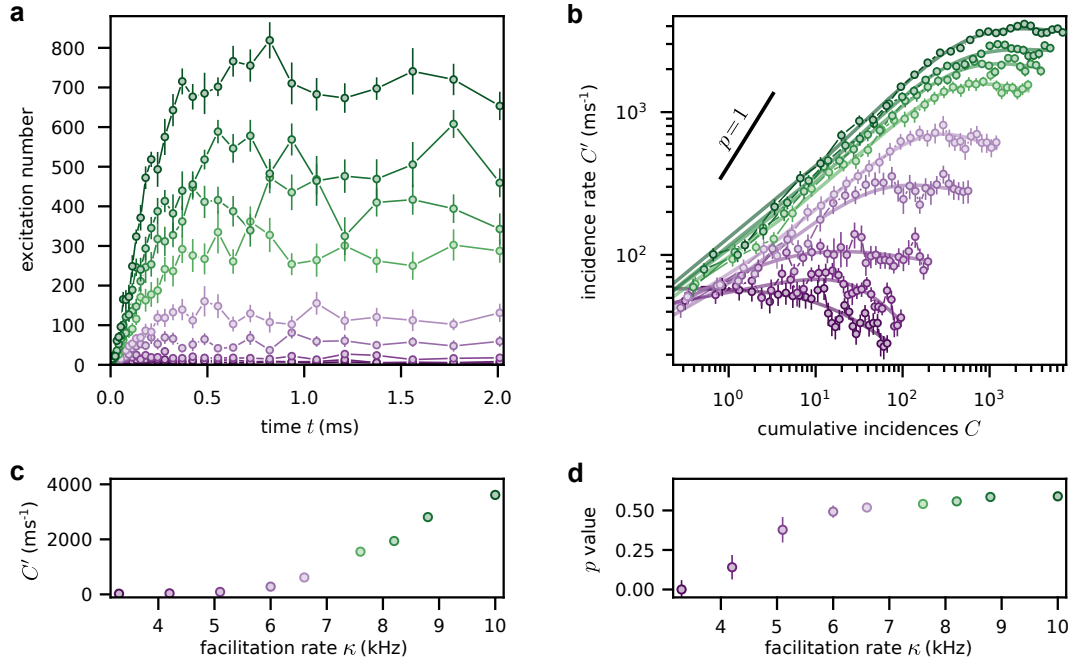 a
800
700
600
500
400
300
200
100
0
excitation number
0.0 0.5 1.0 1.5 2.0
time t (ms)
b
10³
10²
incidence rate C′ (ms⁻¹)
p=1
10⁰ 10¹ 10² 10³
cumulative incidences C
c
4000
2000
0
C′ (ms⁻¹)
4 5 6 7 8 9 10
facilitation rate κ (kHz)
d
0.50
0.25
0.00
p value
4 5 6 7 8 9 10
facilitation rate κ (kHz)